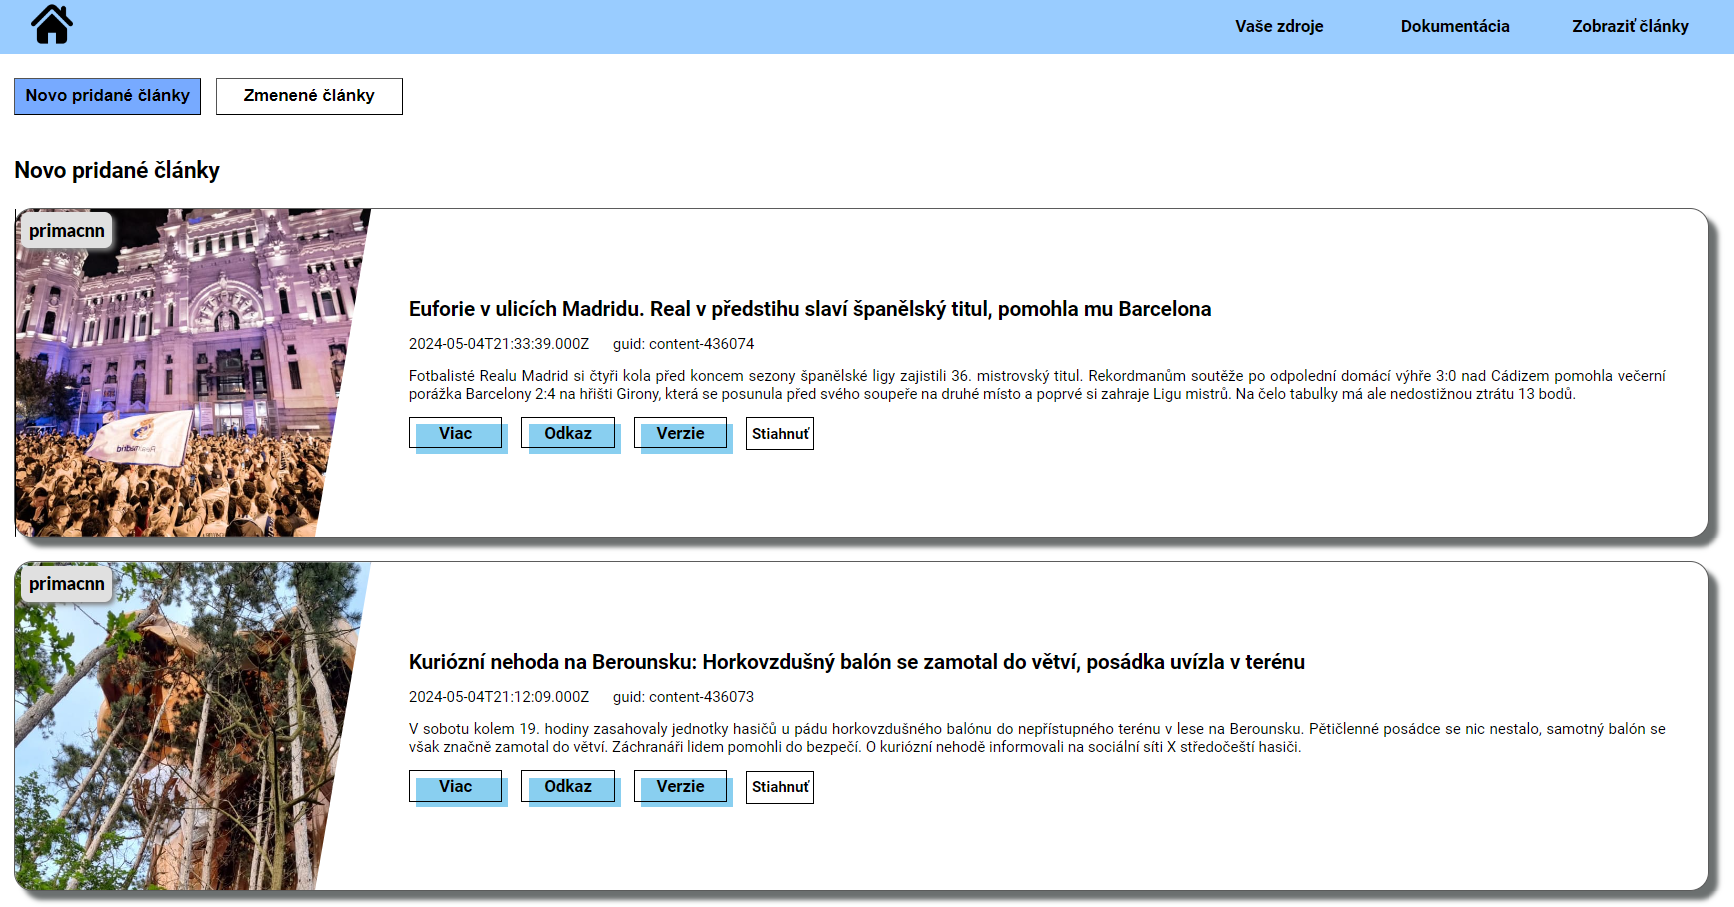 Vaše zdroje Dokumentácia Zobraziť články
Novo pridané články Zmenené články
Novo pridané články
primacnn
Euforie v ulicích Madridu. Real v předstihu slaví španělský titul, pomohla mu Barcelona
2024-05-04T21:33:39.000Z guid: content-436074
Fotbalisté Realu Madrid si čtyři kola před koncem sezony španělské ligy zajistili 36. mistrovský titul. Rekordmanům soutěže po odpolední domácí výhře 3:0 nad Cádizem pomohla večerní
porážka Barcelony 2:4 na hřišti Girony, která se posunula před svého soupeře na druhé místo a poprvé si zahraje Ligu mistrů. Na čelo tabulky má ale nedostižnou ztrátu 13 bodů.
Viac Odkaz Verzie Stiahnuť
primacnn
Kuriózní nehoda na Berounsku: Horkovzdušný balón se zamotal do větví, posádka uvízla v terénu
2024-05-04T21:12:09.000Z guid: content-436073
V sobotu kolem 19. hodiny zasahovaly jednotky hasičů u pádu horkovzdušného balónu do nepřístupného terénu v lese na Berounsku. Pětičlenné posádce se nic nestalo, samotný balón se
však značně zamotal do větví. Záchranáři lidem pomohli do bezpečí. O kuriózní nehodě informovali na sociální síti X středočeští hasiči.
Viac Odkaz Verzie Stiahnuť